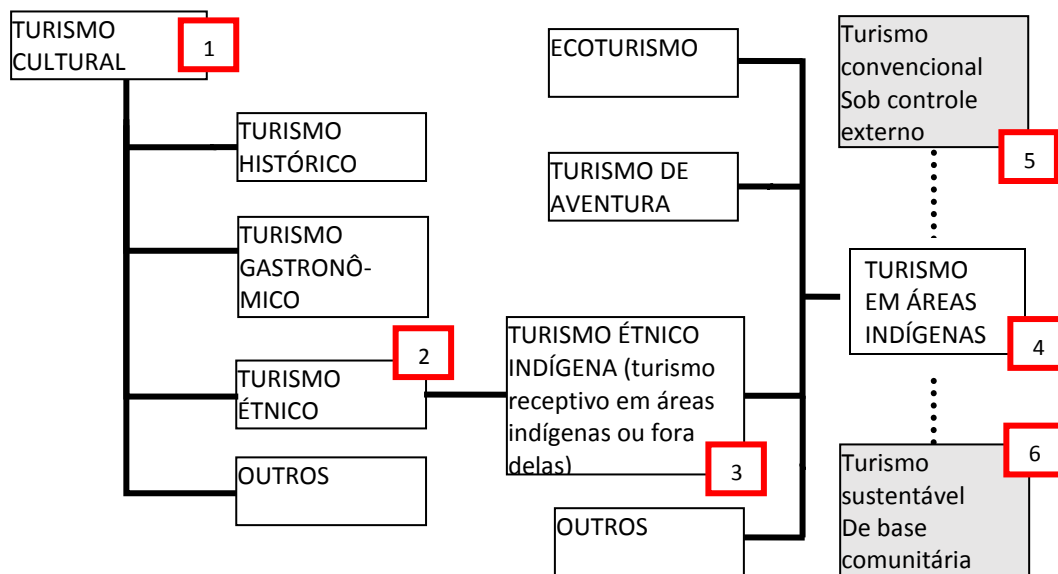 TURISMO
CULTURAL
1
TURISMO
HISTÓRICO
TURISMO
GASTRONÔ-
MICO
2
TURISMO
ÉTNICO
OUTROS
ECOTURISMO
TURISMO DE
AVENTURA
TURISMO ÉTNICO
INDÍGENA (turismo
receptivo em áreas
indígenas ou fora
delas)
3
OUTROS
Turismo
convencional
Sob controle
externo
5
TURISMO
EM ÁREAS
INDÍGENAS
4
6
Turismo
sustentável
De base
comunitária